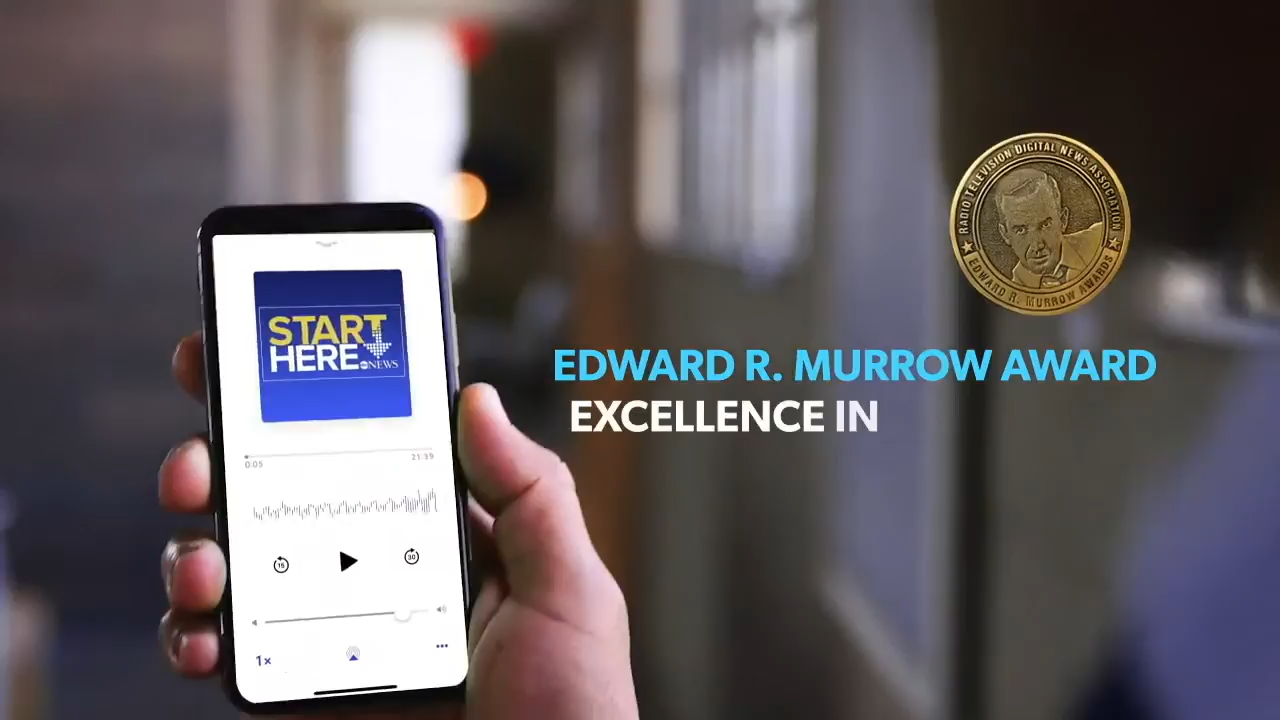 START
HERE
abc NEWS
0:05
21:39
15
30
1×
RADIO TELEVISION DIGITAL NEWS ASSOCIATION
EDWARD R. MURROW AWARDS
EDWARD R. MURROW AWARD
EXCELLENCE IN